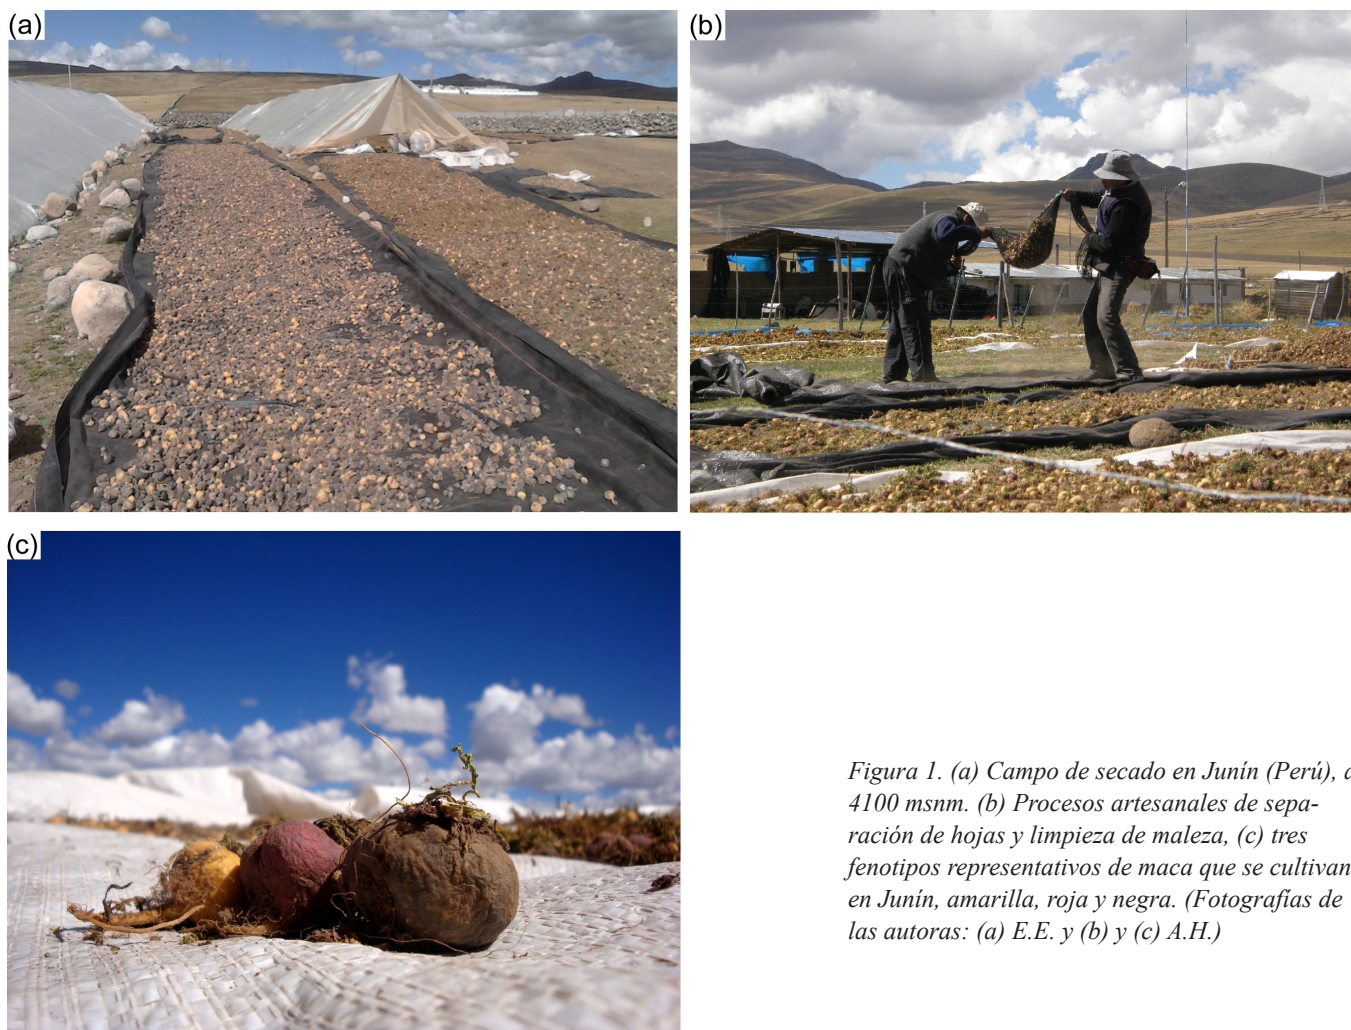 (a)
(b)
(c)
Figura 1. (a) Campo de secado en Junín (Perú), a
4100 msnm. (b) Procesos artesanales de sepa-
ración de hojas y limpieza de maleza, (c) tres
fenotipos representativos de maca que se cultivan
en Junín, amarilla, roja y negra. (Fotografías de
las autoras: (a) E.E. y (b) y (c) A.H.)